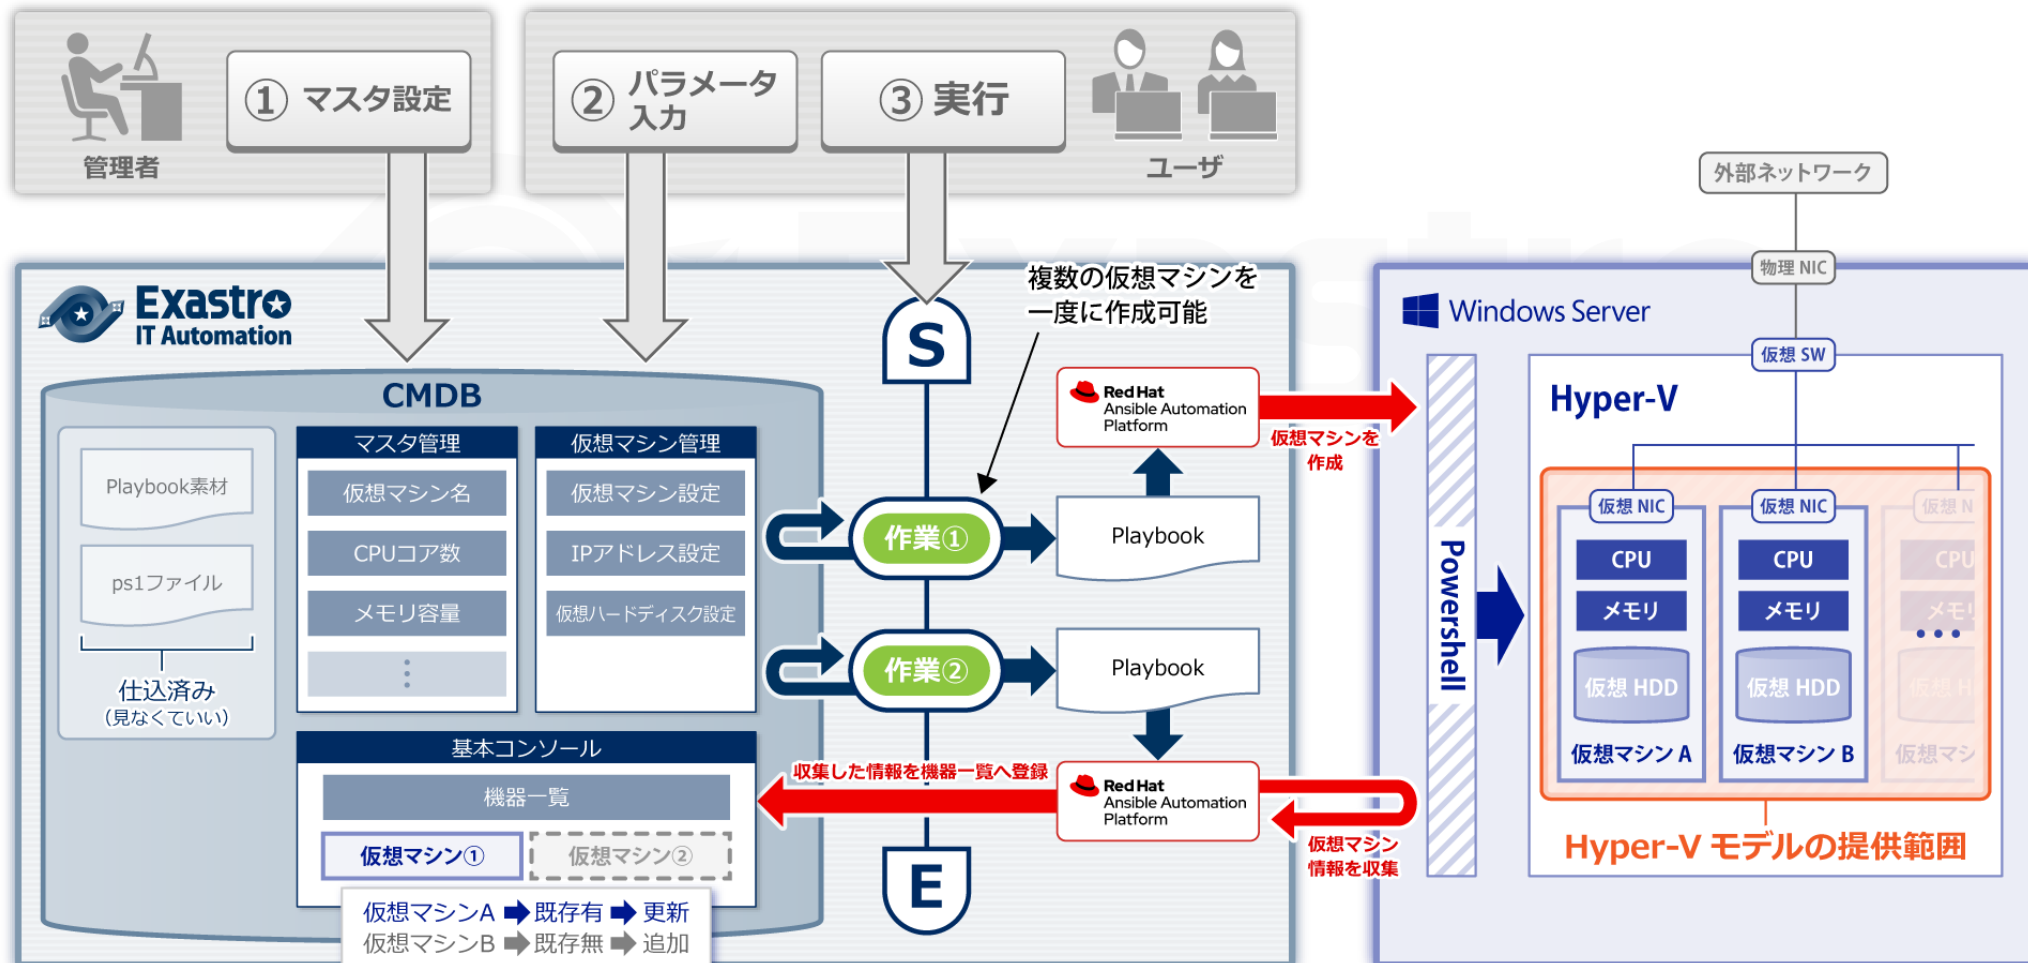 ① マスタ設定
管理者
② パラメータ
入力
③ 実行
ユーザ
外部ネットワーク
物理 NIC
仮想 SW
Exastro
IT Automation
複数の仮想マシンを
一度に作成可能
S
Windows Server
CMDB
Playbook素材
ps1ファイル
仕込済み
(見なくていい)
マスタ管理
仮想マシン名
CPUコア数
メモリ容量
仮想マシン管理
仮想マシン設定
IPアドレス設定
仮想ハードディスク設定
基本コンソール
機器一覧
仮想マシン①
仮想マシン②
仮想マシンA 既存有 更新
仮想マシンB 既存無 追加
作業①
作業②
E
Red Hat
Ansible Automation
Platform
Playbook
Playbook
Red Hat
Ansible Automation
Platform
仮想マシンを
作成
収集した情報を機器一覧へ登録
仮想マシン
情報を収集
Powershell
Hyper-V
仮想 NIC
CPU
メモリ
仮想 HDD
仮想マシン A
仮想 NIC
CPU
メモリ
仮想 HDD
仮想マシン B
仮想 N
CPU
メモリ
仮想 H
仮想マシ
Hyper-V モデルの提供範囲